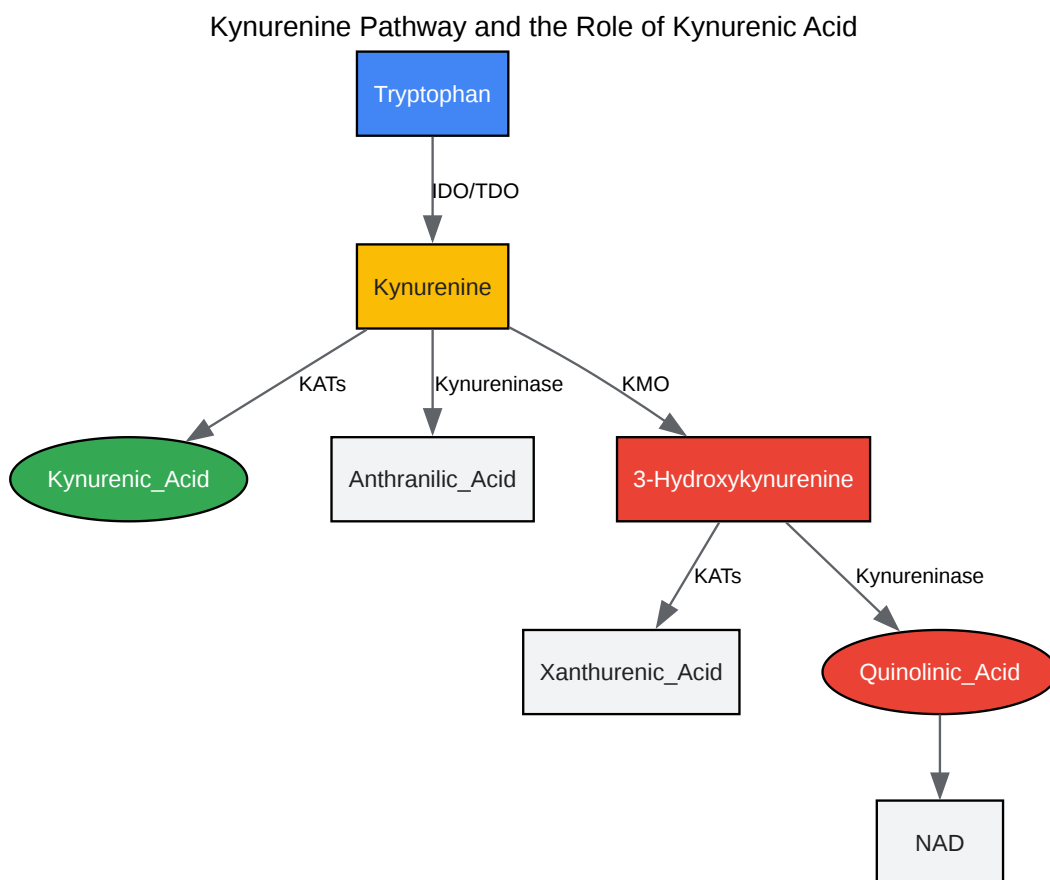 Kynurenine Pathway and the Role of Kynurenic Acid
Tryptophan
IDO/TDO
Kynurenine
KATs
Kynureninase
KMO
Kynurenic_Acid
Anthranilic_Acid
3-Hydroxykynurenine
KATs
Kynureninase
Xanthurenic_Acid
Quinolinic_Acid
NAD